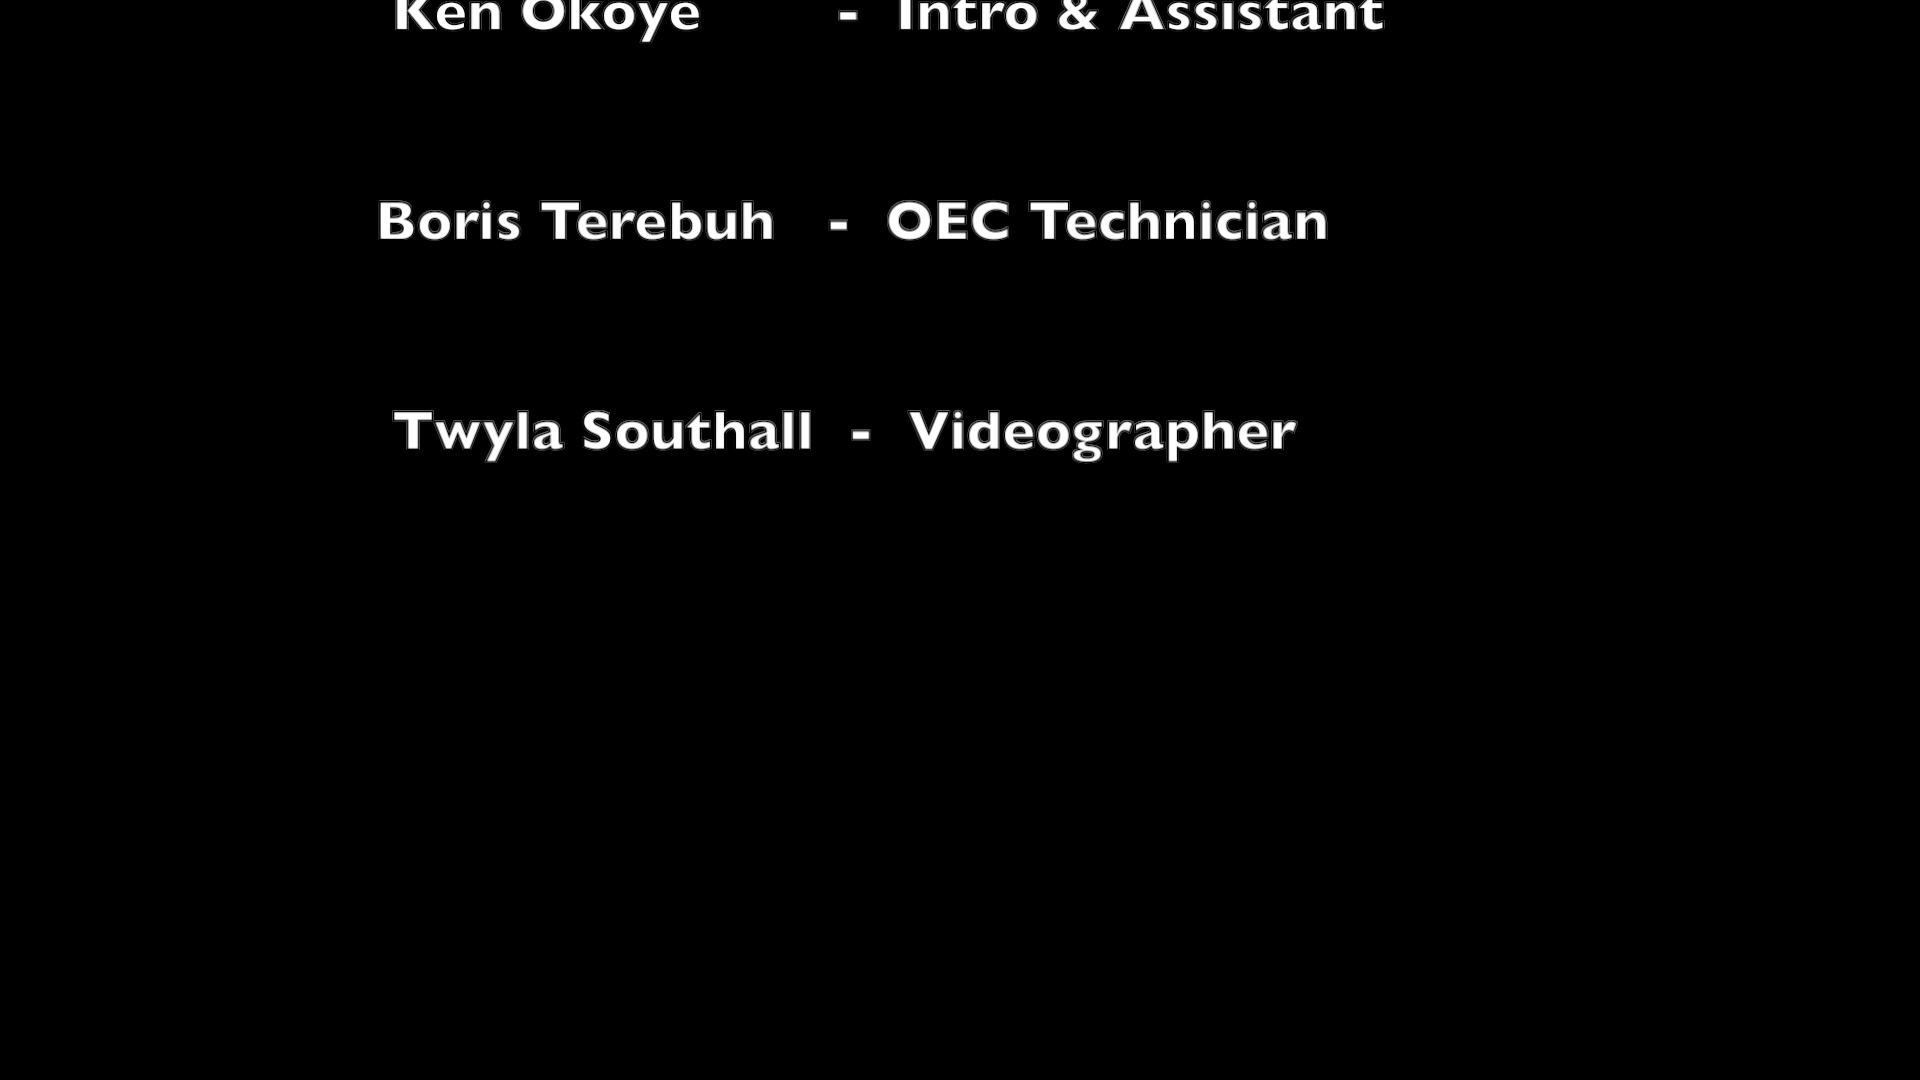 Ken Okoye - Intro & Assistant
Boris Terebuh - OEC Technician
Twyla Southall - Videographer